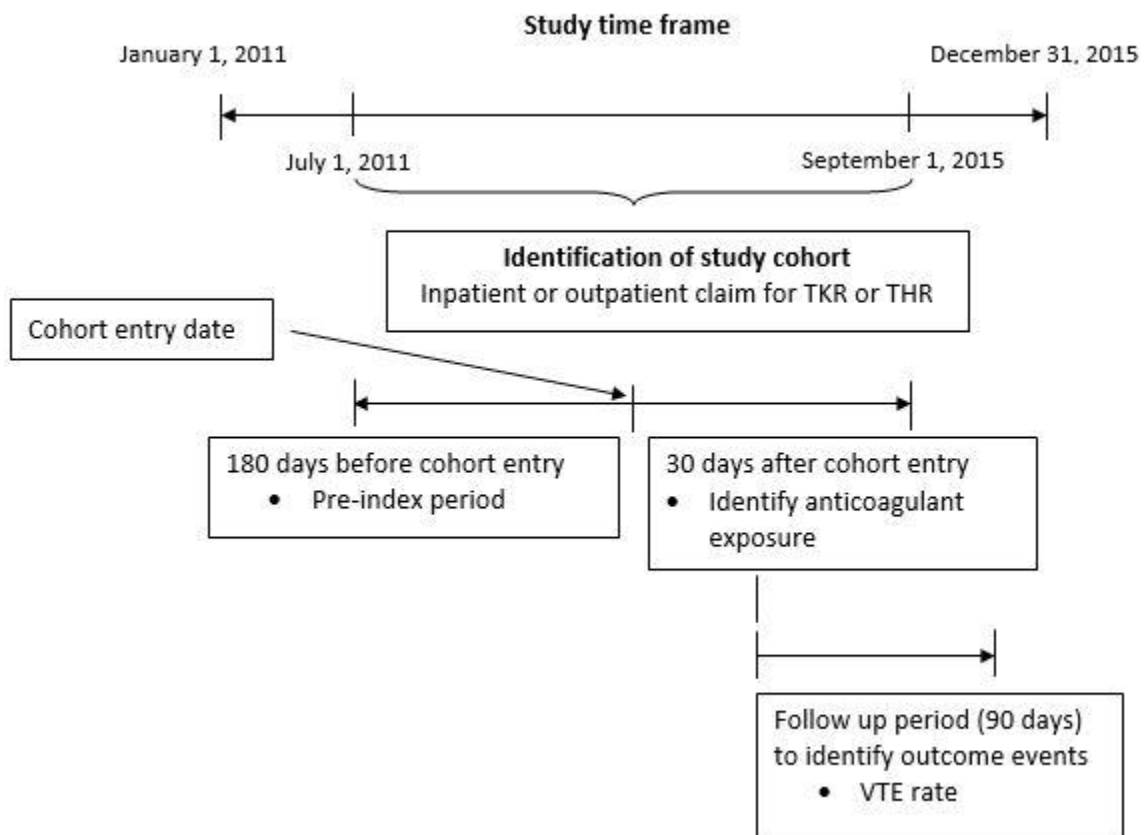 Study time frame
January 1, 2011
December 31, 2015
July 1, 2011
September 1, 2015
Identification of study cohort
Inpatient or outpatient claim for TKR or THR
Cohort entry date
180 days before cohort entry
• Pre-index period
30 days after cohort entry
• Identify anticoagulant
exposure
Follow up period (90 days)
to identify outcome events
• VTE rate